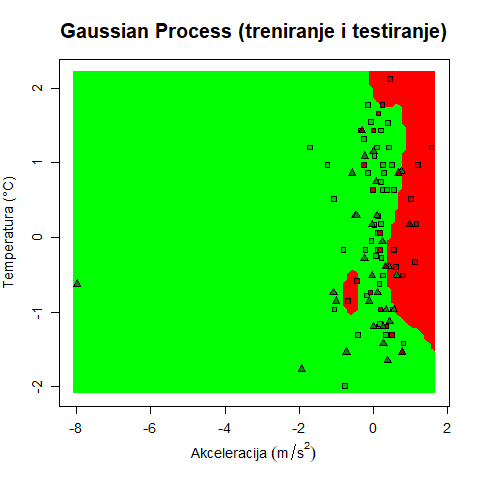 Gaussian Process (treniranje i testiranje)
Temperatura (°C)
2
1
0
-1
-2
-8 -6 -4 -2 0 2
Akceleracija (m/s²)